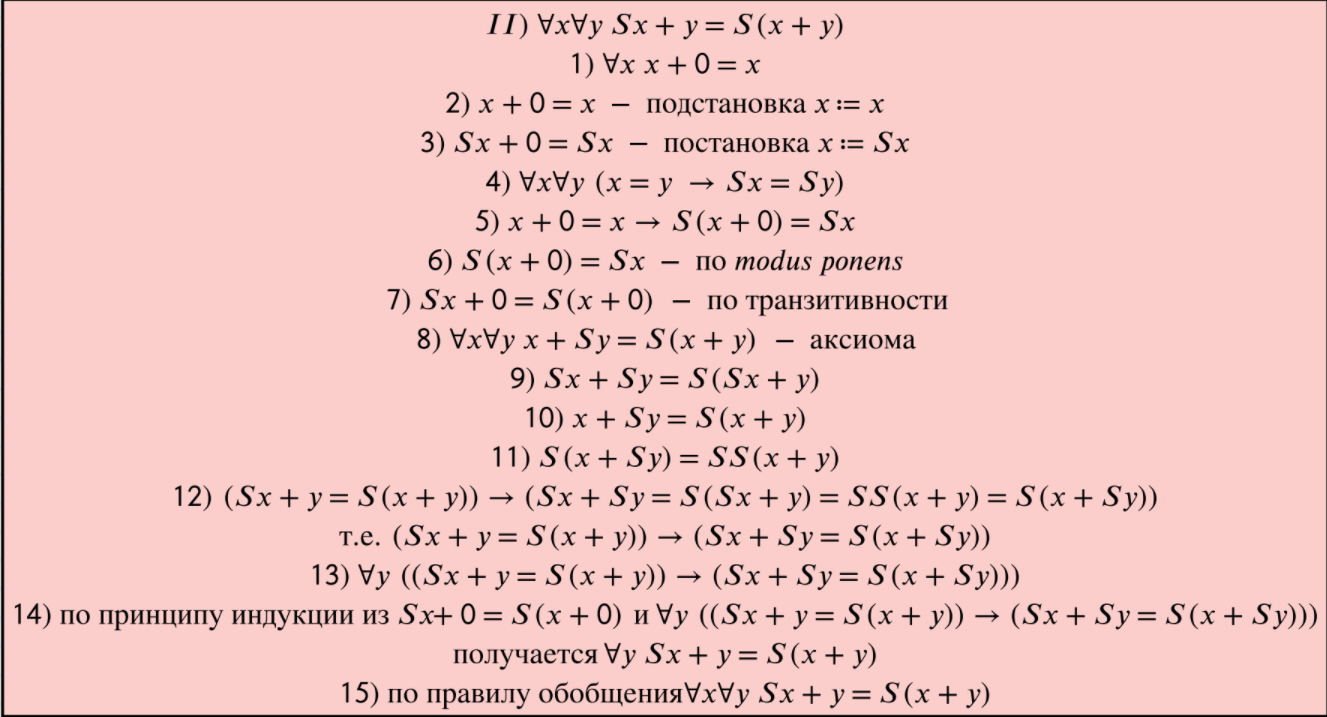 II) ∀x∀y Sx + y = S(x + y)
1) ∀x x + 0 = x
2) x + 0 = x − подстановка x ≔ x
3) Sx + 0 = Sx − постановка x ≔ Sx
4) ∀x∀y (x = y → Sx = Sy)
5) x + 0 = x → S(x + 0) = Sx
6) S(x + 0) = Sx − по modus ponens
7) Sx + 0 = S(x + 0) − по транзитивности
8) ∀x∀y x + Sy = S(x + y) − аксиома
9) Sx + Sy = S(Sx + y)
10) x + Sy = S(x + y)
11) S(x + Sy) = SS(x + y)
12) (Sx + y = S(x + y)) → (Sx + Sy = S(Sx + y) = SS(x + y) = S(x + Sy))
т.е. (Sx + y = S(x + y)) → (Sx + Sy = S(x + Sy))
13) ∀y ((Sx + y = S(x + y)) → (Sx + Sy = S(x + Sy)))
14) по принципу индукции из Sx+ 0 = S(x + 0) и ∀y ((Sx + y = S(x + y)) → (Sx + Sy = S(x + Sy)))
получается ∀y Sx + y = S(x + y)
15) по правилу обобщения∀x∀y Sx + y = S(x + y)